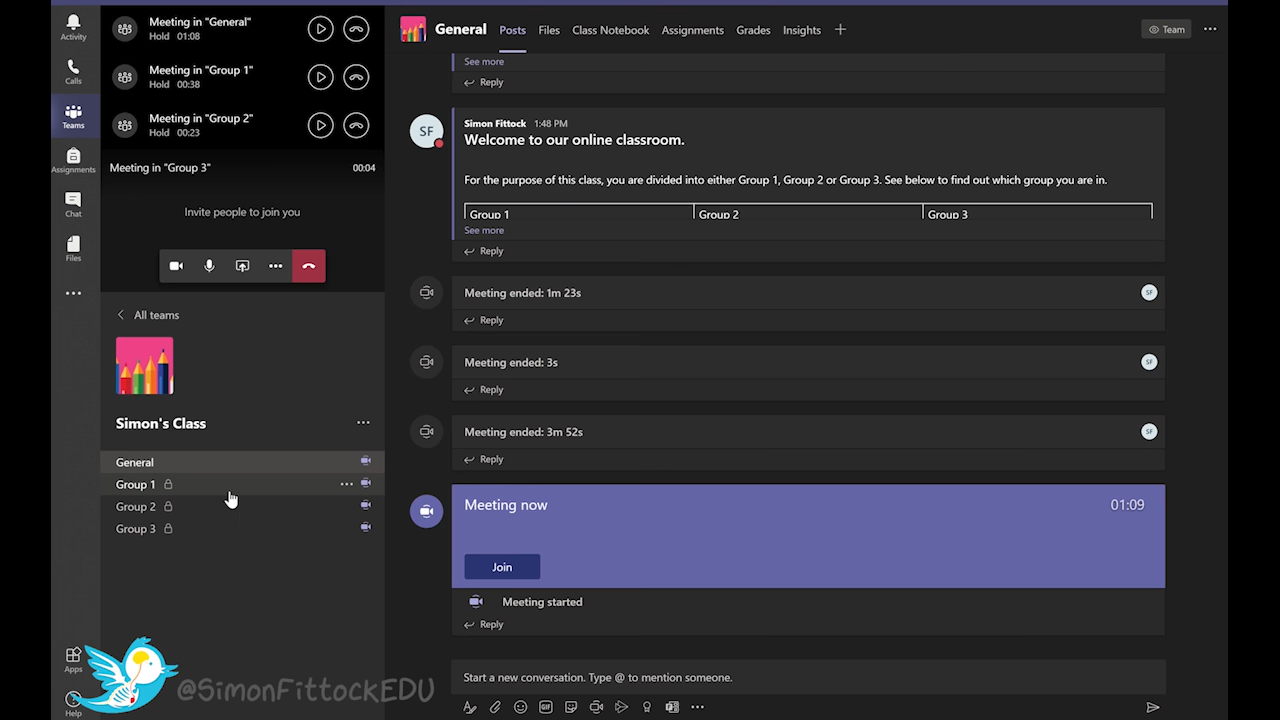 Activity
Calls
Teams
Assignments
Chat
Files
Apps
Help
Meeting in "General"
Hold 01:08
Meeting in "Group 1"
Hold 00:38
Meeting in "Group 2"
Hold 00:23
Meeting in "Group 3" 00:04
Invite people to join you
All teams
Simon's Class
General
Group 1
Group 2
Group 3
@SimonFittockEDU
General Posts Files Class Notebook Assignments Grades Insights Team
See more
Reply
SF Simon Fittock 1:48 PM
Welcome to our online classroom.
For the purpose of this class, you are divided into either Group 1, Group 2 or Group 3. See below to find out which group you are in.
Group 1 Group 2 Group 3
See more
Reply
Meeting ended: 1m 23s SF
Reply
Meeting ended: 3s SF
Reply
Meeting ended: 3m 52s SF
Reply
Meeting now 01:09
Join
Meeting started
Reply
Start a new conversation. Type @ to mention someone.
GIF